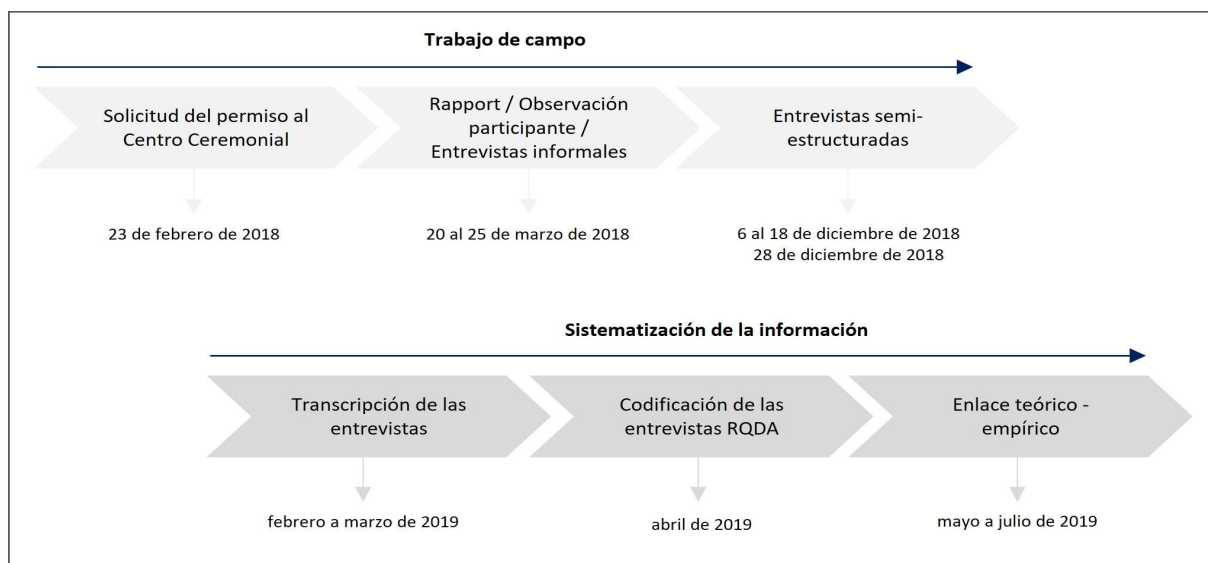 Trabajo de campo
Solicitud del permiso al
Centro Ceremonial
Rapport / Observación
participante /
Entrevistas informales
Entrevistas semi-
estructuradas
23 de febrero de 2018
20 al 25 de marzo de 2018
6 al 18 de diciembre de 2018
28 de diciembre de 2018
Sistematización de la información
Transcripción de las
entrevistas
Codificación de las
entrevistas RQDA
Enlace teórico -
empírico
febrero a marzo de 2019
abril de 2019
mayo a julio de 2019